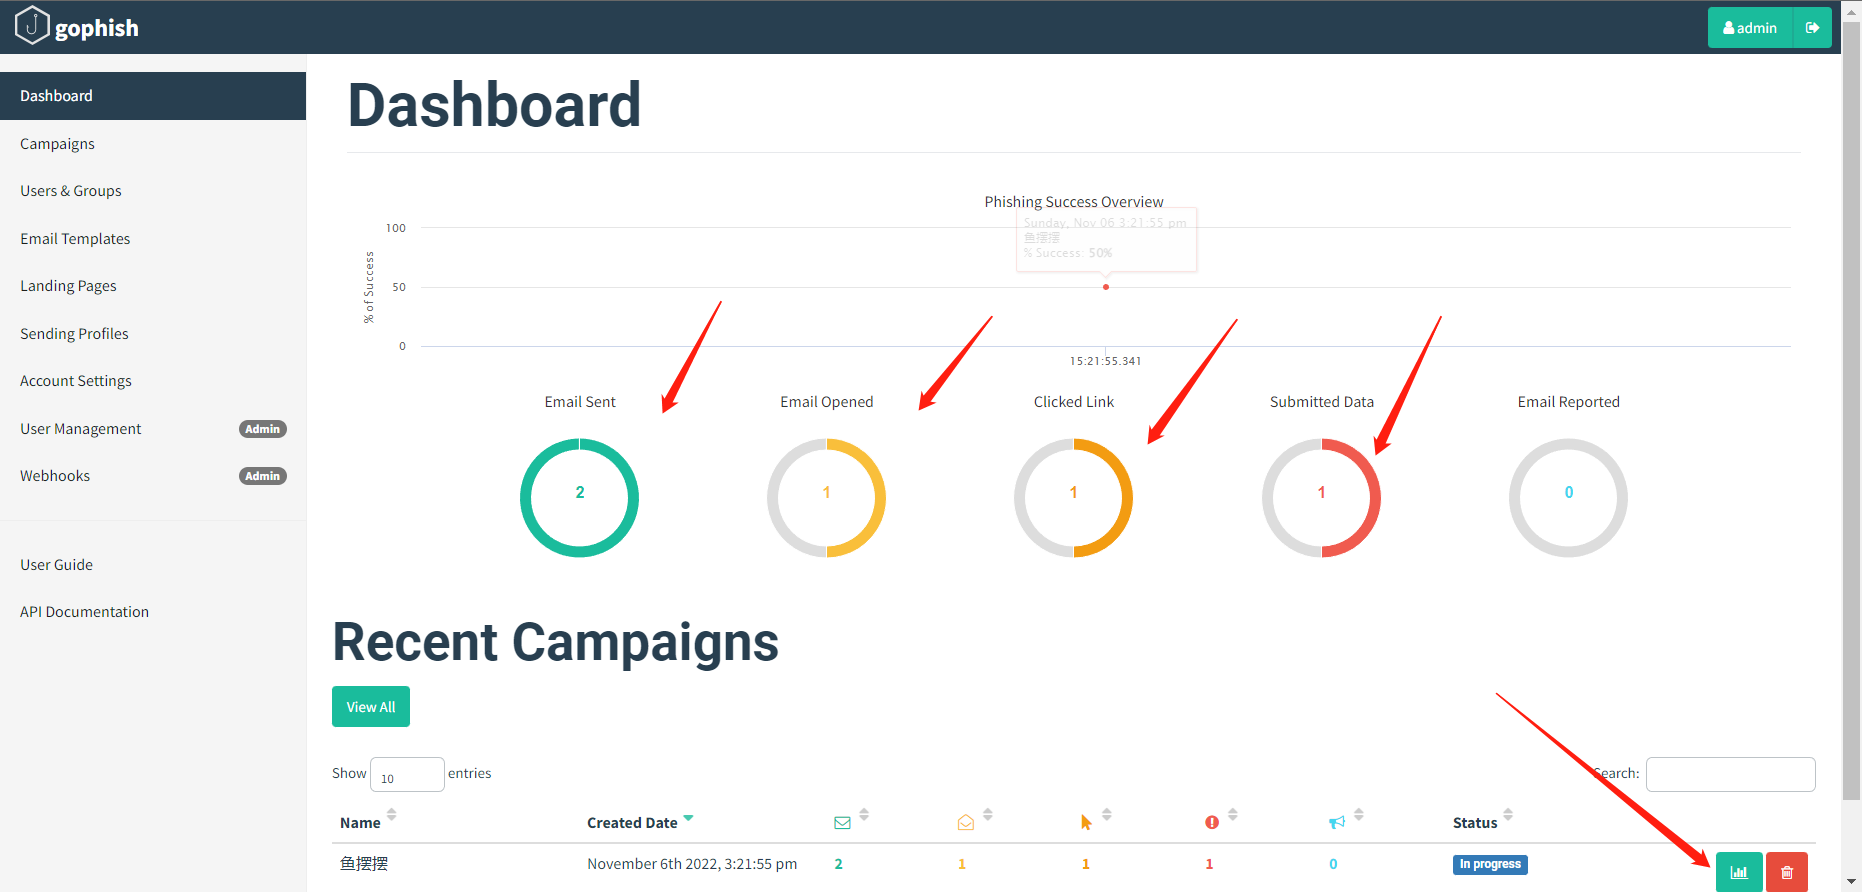 gophish
admin
Dashboard
Campaigns
Users & Groups
Email Templates
Landing Pages
Sending Profiles
Account Settings
User Management
Admin
Webhooks
Admin
User Guide
API Documentation
Dashboard
Phishing Success Overview
Sunday, Nov 06 3:21:55 pm
鱼摆摆
% Success: 50%
% of Success
100
50
0
15:21:55.341
Email Sent
Email Opened
Clicked Link
Submitted Data
Email Reported
2
1
1
1
0
Recent Campaigns
View All
Show 10 entries
Search:
Name Created Date Status
鱼摆摆 November 6th 2022, 3:21:55 pm 2 1 1 1 0 In progress